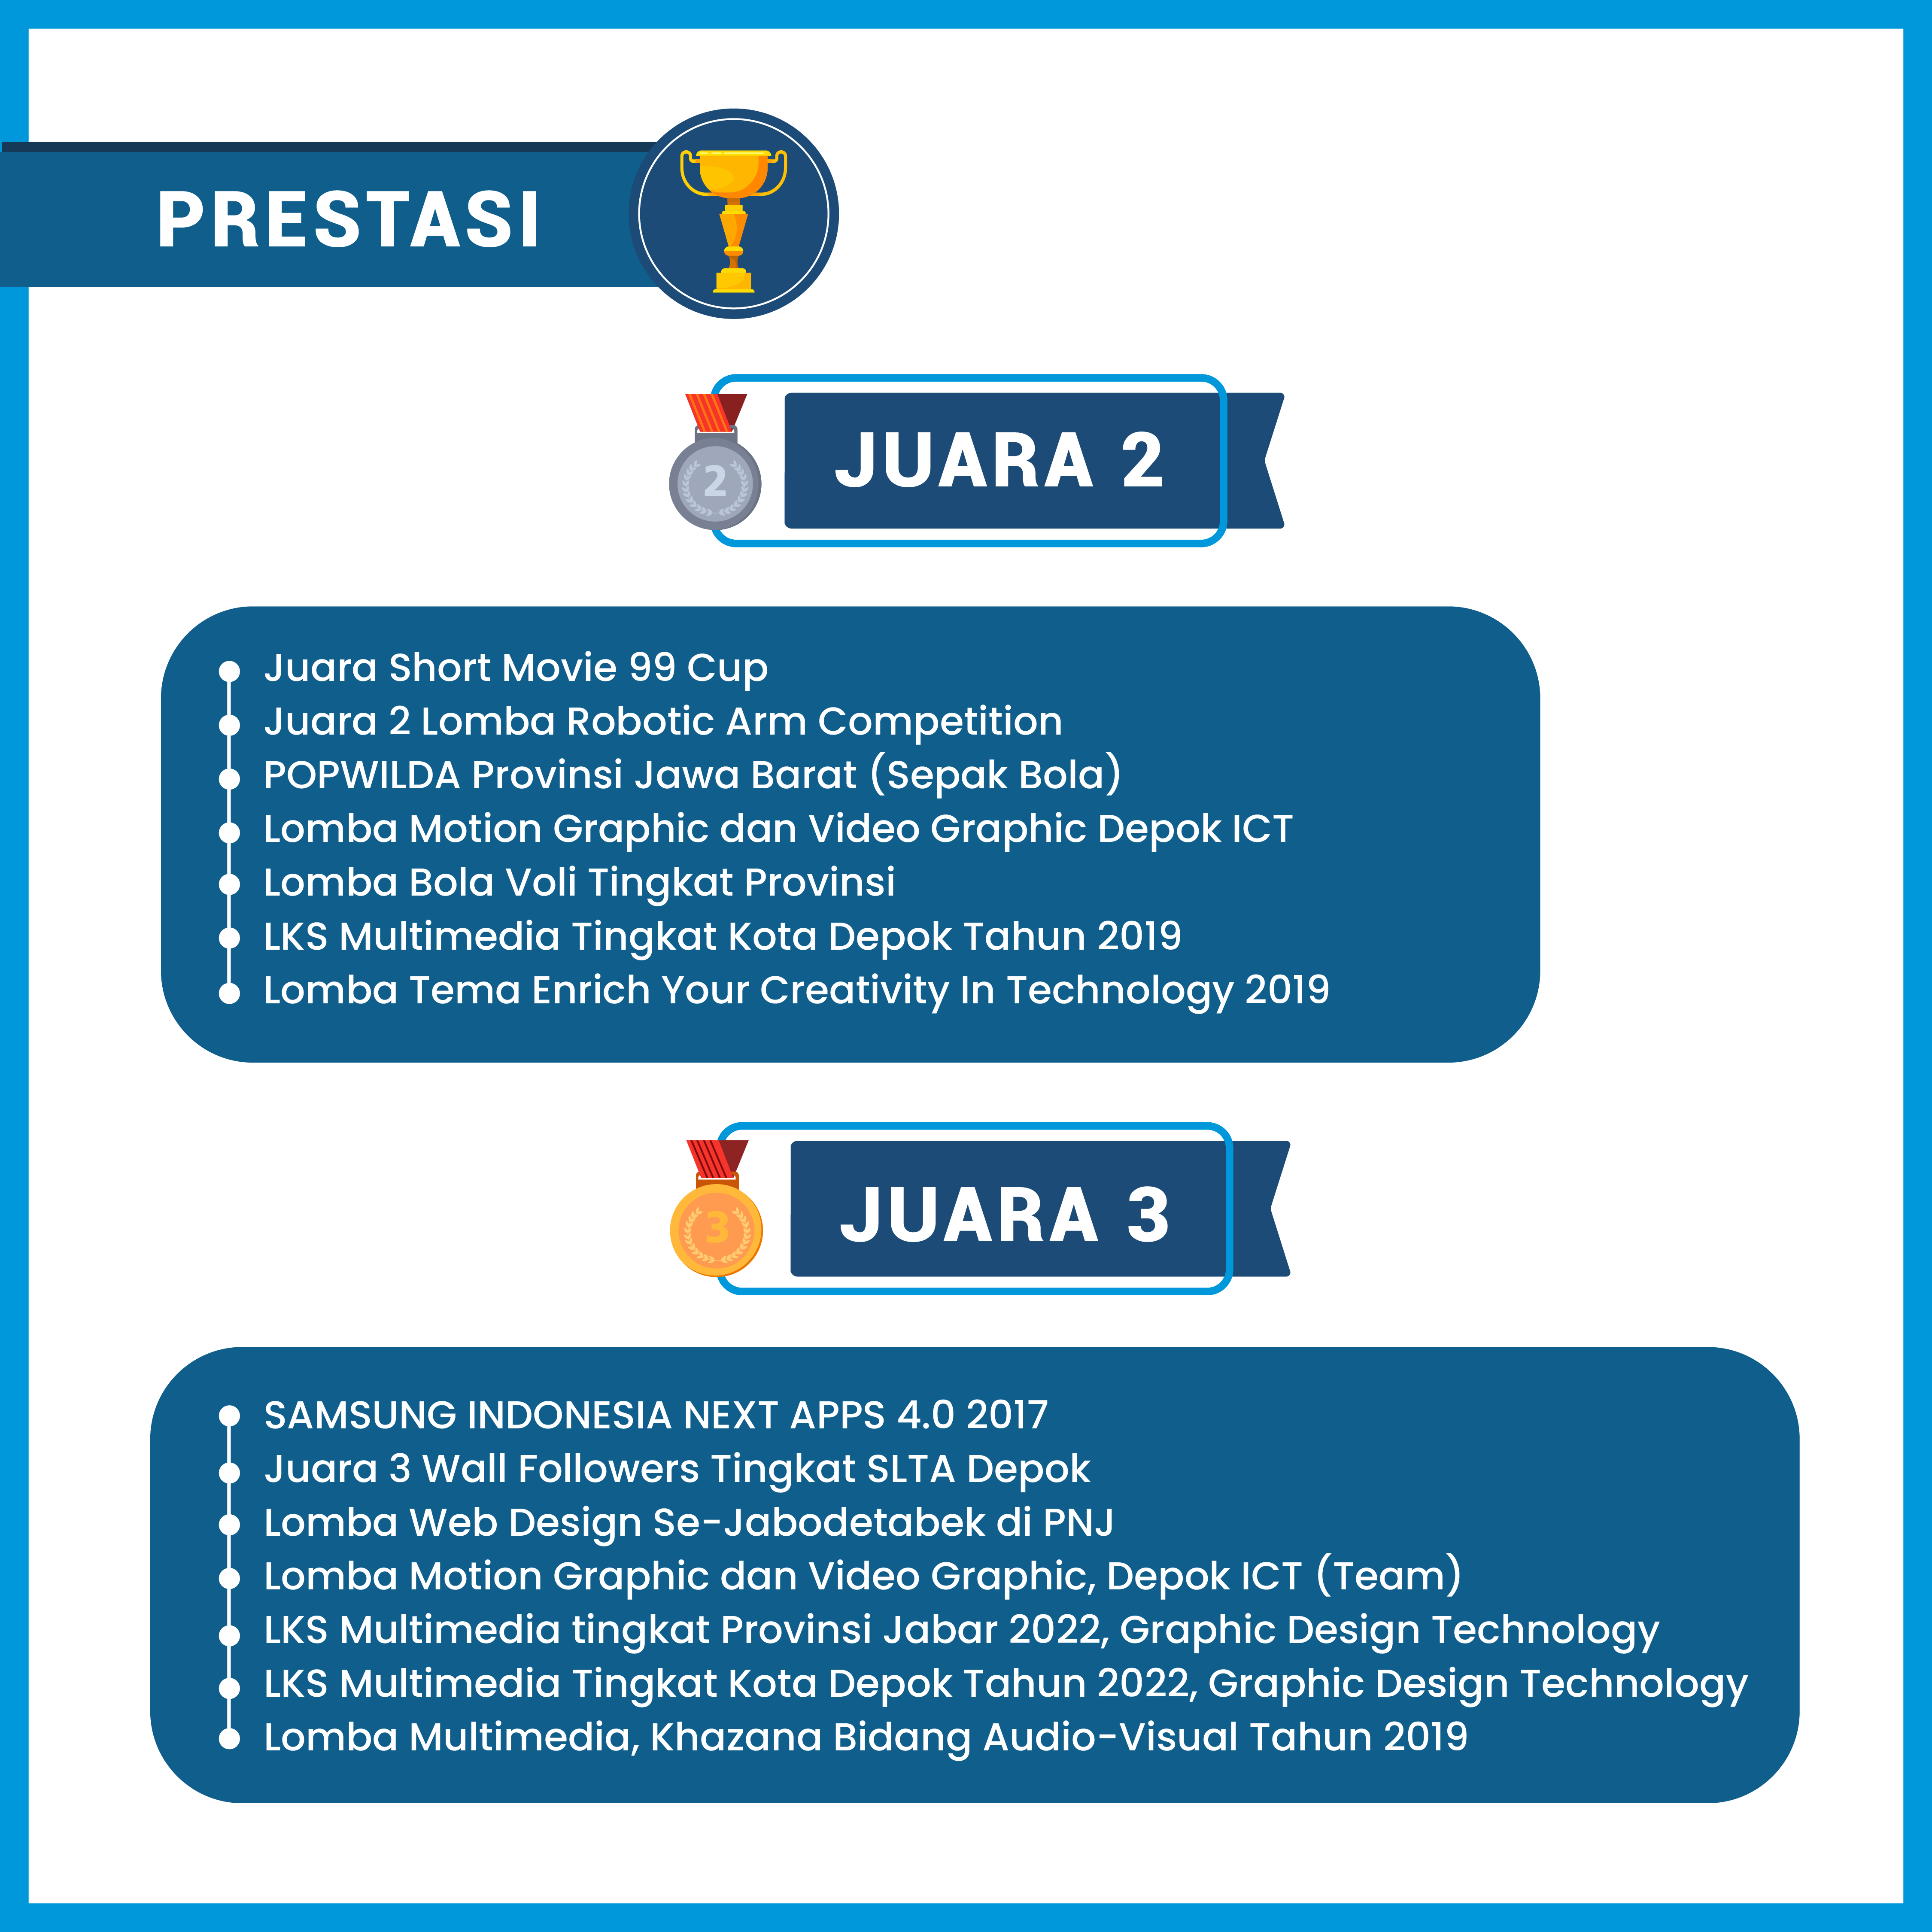 PRESTASI
JUARA 2
2
Juara Short Movie 99 Cup
Juara 2 Lomba Robotic Arm Competition
POPWILDA Provinsi Jawa Barat (Sepak Bola)
Lomba Motion Graphic dan Video Graphic Depok ICT
Lomba Bola Voli Tingkat Provinsi
LKS Multimedia Tingkat Kota Depok Tahun 2019
Lomba Tema Enrich Your Creativity In Technology 2019
JUARA 3
3
SAMSUNG INDONESIA NEXT APPS 4.0 2017
Juara 3 Wall Followers Tingkat SLTA Depok
Lomba Web Design Se-Jabodetabek di PNJ
Lomba Motion Graphic dan Video Graphic, Depok ICT (Team)
LKS Multimedia tingkat Provinsi Jabar 2022, Graphic Design Technology
LKS Multimedia Tingkat Kota Depok Tahun 2022, Graphic Design Technology
Lomba Multimedia, Khazana Bidang Audio-Visual Tahun 2019